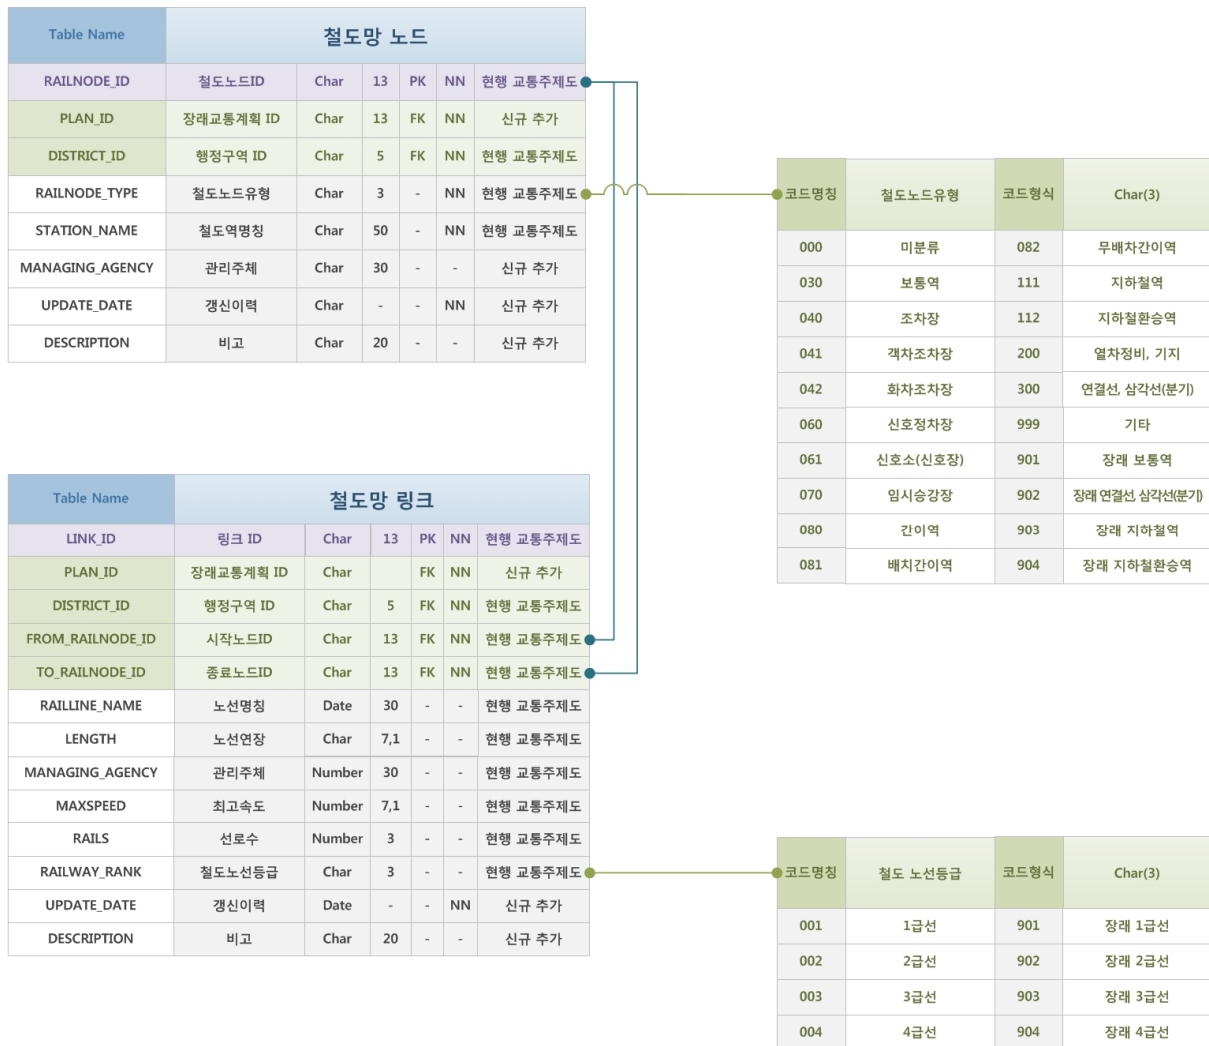 Table Name 철도망 노드
RAILNODE_ID 철도노드ID Char 13 PK NN 현행 교통주제도
PLAN_ID 장래교통계획 ID Char 13 FK NN 신규 추가
DISTRICT_ID 행정구역 ID Char 5 FK NN 현행 교통주제도
RAILNODE_TYPE 철도노드유형 Char 3 - NN 현행 교통주제도
STATION_NAME 철도역명칭 Char 50 - NN 현행 교통주제도
MANAGING_AGENCY 관리주체 Char 30 - - 신규 추가
UPDATE_DATE 갱신이력 Char - - NN 신규 추가
DESCRIPTION 비고 Char 20 - - 신규 추가
코드명칭 철도노드유형 코드형식 Char(3)
000 미분류 082 무배차간이역
030 보통역 111 지하철역
040 조차장 112 지하철환승역
041 객차조차장 200 열차정비, 기지
042 화차조차장 300 연결선, 삼각선(분기)
060 신호정차장 999 기타
061 신호소(신호장) 901 장래 보통역
070 임시승강장 902 장래 연결선, 삼각선(분기)
080 간이역 903 장래 지하철역
081 배치간이역 904 장래 지하철환승역
Table Name 철도망 링크
LINK_ID 링크 ID Char 13 PK NN 현행 교통주제도
PLAN_ID 장래교통계획 ID Char FK NN 신규 추가
DISTRICT_ID 행정구역 ID Char 5 FK NN 현행 교통주제도
FROM_RAILNODE_ID 시작노드ID Char 13 FK NN 현행 교통주제도
TO_RAILNODE_ID 종료노드ID Char 13 FK NN 현행 교통주제도
RAILLINE_NAME 노선명칭 Date 30 - - 현행 교통주제도
LENGTH 노선연장 Char 7,1 - - 현행 교통주제도
MANAGING_AGENCY 관리주체 Number 30 - - 현행 교통주제도
MAXSPEED 최고속도 Number 7,1 - - 현행 교통주제도
RAILS 선로수 Number 3 - - 현행 교통주제도
RAILWAY_RANK 철도노선등급 Char 3 - - 현행 교통주제도
UPDATE_DATE 갱신이력 Date - - NN 신규 추가
DESCRIPTION 비고 Char 20 - - 신규 추가
코드명칭 철도 노선등급 코드형식 Char(3)
001 1급선 901 장래 1급선
002 2급선 902 장래 2급선
003 3급선 903 장래 3급선
004 4급선 904 장래 4급선